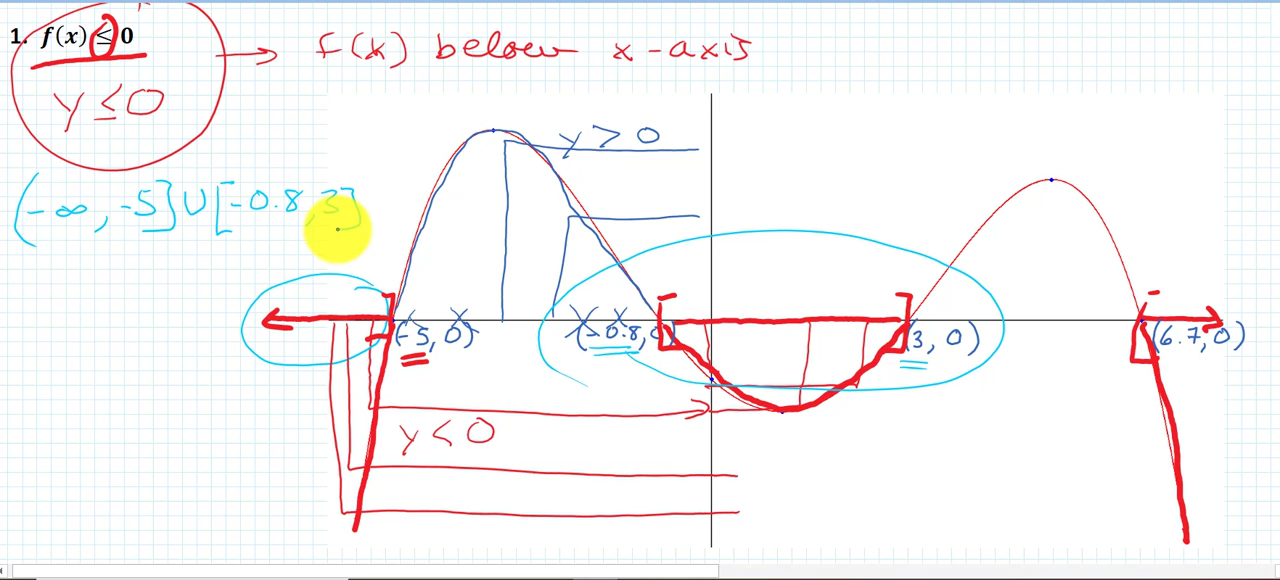 1. f(x) ≤ 0
f(x) below x-axis
y ≤ 0
y > 0
(-∞, -5] ∪ [-0.8, 3]
(-5, 0)
(-0.8, 0)
(3, 0)
(6.7, 0)
y < 0